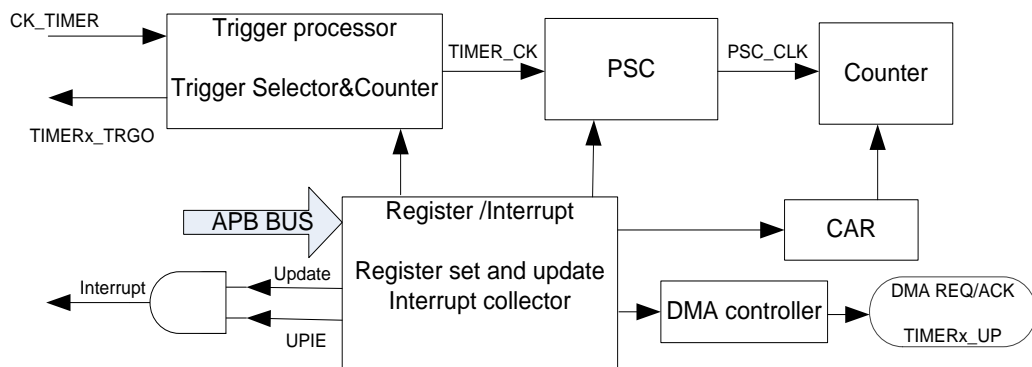 CK_TIMER
Trigger processor
Trigger Selector&Counter
TIMERx_TRGO
TIMER_CK
PSC
PSC_CLK
Counter
APB BUS
Register /Interrupt
Register set and update
Interrupt collector
CAR
Interrupt
Update
UPIE
DMA controller
DMA REQ/ACK
TIMERx_UP